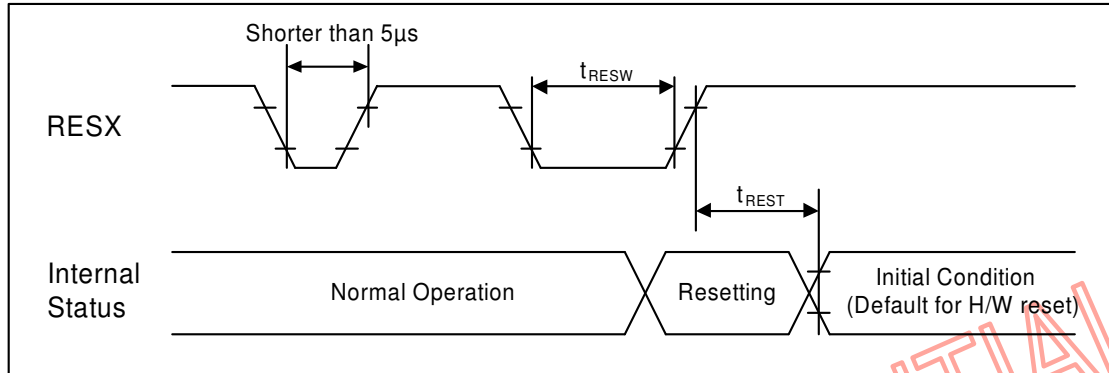 Shorter than 5µs
tRESW
RESX
tREST
Internal
Status
Normal Operation
Resetting
Initial Condition
(Default for H/W reset)